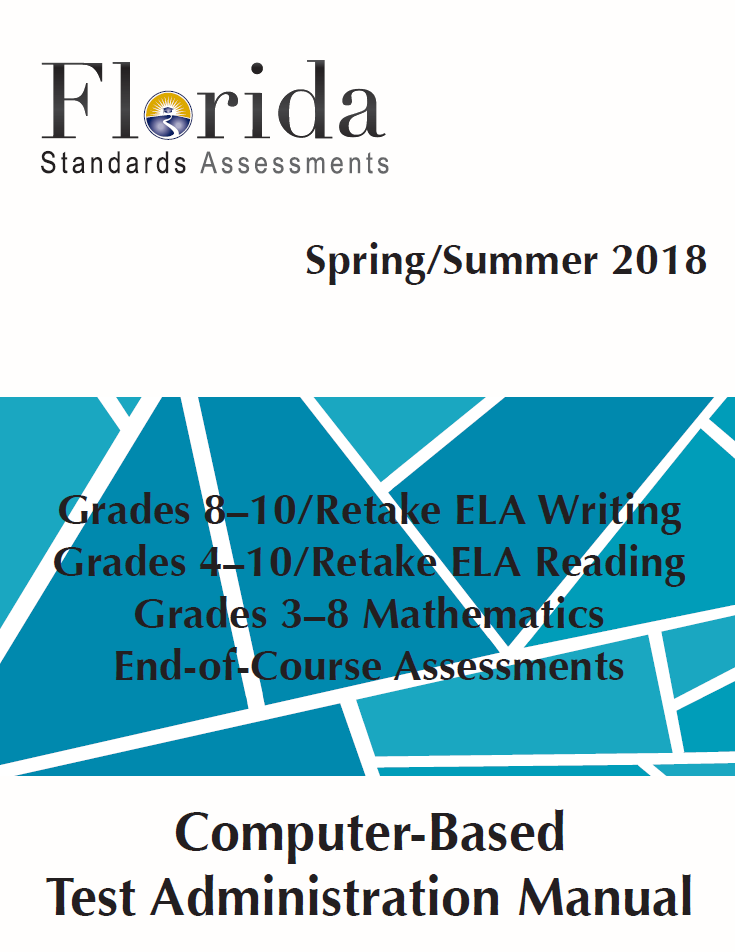 Florida
Standards Assessments
Spring/Summer 2018
Grades 8–10/Retake ELA Writing
Grades 4–10/Retake ELA Reading
Grades 3–8 Mathematics
End-of-Course Assessments
Computer-Based
Test Administration Manual